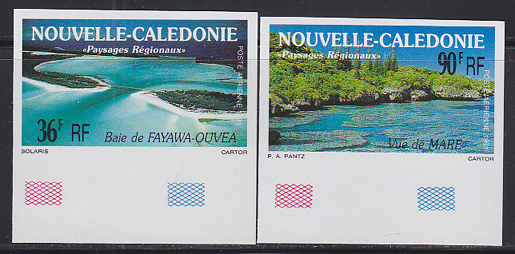 NOUVELLE-CALEDONIE
«Paysages Régionaux»
POSTE AERIENNE
36F RF
Baie de FAYAWA-OUVEA
SOLARIS
CARTOR
NOUVELLE-CALEDONIE
«Paysages Régionaux»
90F RF
POSTE AERIENNE
Vue de MARE
P. A. PANTZ
CARTOR